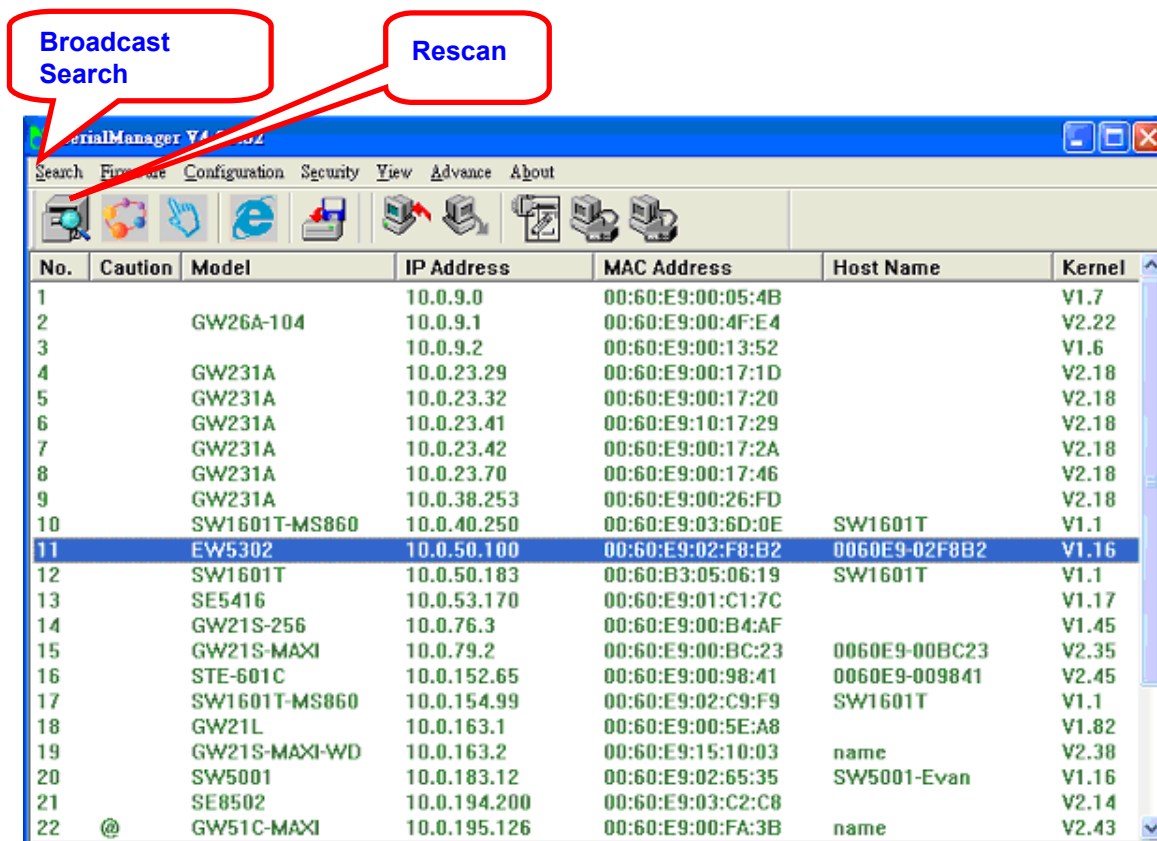 Broadcast
Search
Rescan
Search Configuration Security View Advance About
No. Caution Model IP Address MAC Address Host Name Kernel
1 10.0.9.0 00:60:E9:00:05:4B V1.7
2 GW26A-104 10.0.9.1 00:60:E9:00:4F:E4 V2.22
3 10.0.9.2 00:60:E9:00:13:52 V1.6
4 GW231A 10.0.23.29 00:60:E9:00:17:1D V2.18
5 GW231A 10.0.23.32 00:60:E9:00:17:20 V2.18
6 GW231A 10.0.23.41 00:60:E9:10:17:29 V2.18
7 GW231A 10.0.23.42 00:60:E9:00:17:2A V2.18
8 GW231A 10.0.23.70 00:60:E9:00:17:46 V2.18
9 GW231A 10.0.38.253 00:60:E9:00:26:FD V2.18
10 SW1601T-MS860 10.0.40.250 00:60:E9:03:6D:0E SW1601T V1.1
11 EW5302 10.0.50.100 00:60:E9:02:F8:B2 0060E9-02F8B2 V1.16
12 SW1601T 10.0.50.183 00:60:B3:05:06:19 SW1601T V1.1
13 SE5416 10.0.53.170 00:60:E9:01:C1:7C V1.17
14 GW21S-256 10.0.76.3 00:60:E9:00:B4:AF V1.45
15 GW21S-MAXI 10.0.79.2 00:60:E9:00:BC:23 0060E9-00BC23 V2.35
16 STE-601C 10.0.152.65 00:60:E9:00:98:41 0060E9-009841 V2.45
17 SW1601T-MS860 10.0.154.99 00:60:E9:02:C9:F9 SW1601T V1.1
18 GW21L 10.0.163.1 00:60:E9:00:5E:A8 V1.82
19 GW21S-MAXI-WD 10.0.163.2 00:60:E9:15:10:03 name V2.38
20 SW5001 10.0.183.12 00:60:E9:02:65:35 SW5001-Evan V1.16
21 SE8502 10.0.194.200 00:60:E9:03:C2:C8 V2.14
22 @ GW51C-MAXI 10.0.195.126 00:60:E9:00:FA:3B name V2.43